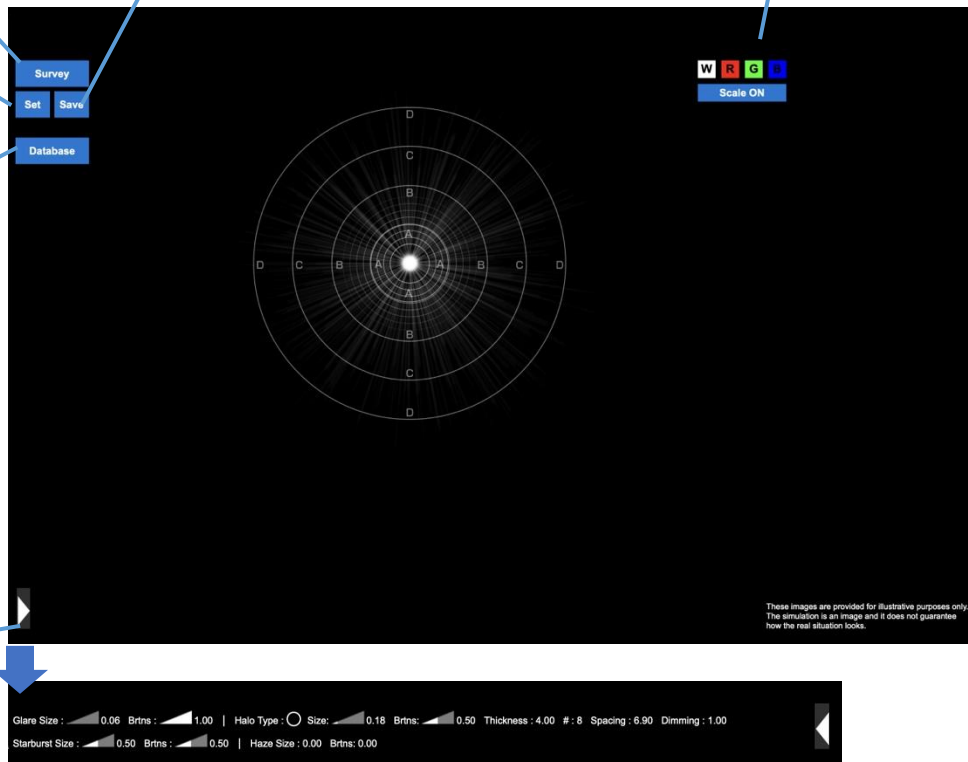 Survey
Set Save
Database
W R G B
Scale ON
D
C
B
A
D C B A A B C D
A
B
C
D
These images are provided for illustrative purposes only.
The simulation is an image and it does not guarantee
how the real situation looks.
Glare Size : 0.06 Brtns : 1.00 | Halo Type : Size: 0.18 Brtns: 0.50 Thickness : 4.00 # : 8 Spacing : 6.90 Dimming : 1.00
Starburst Size : 0.50 Brtns : 0.50 | Haze Size : 0.00 Brtns: 0.00